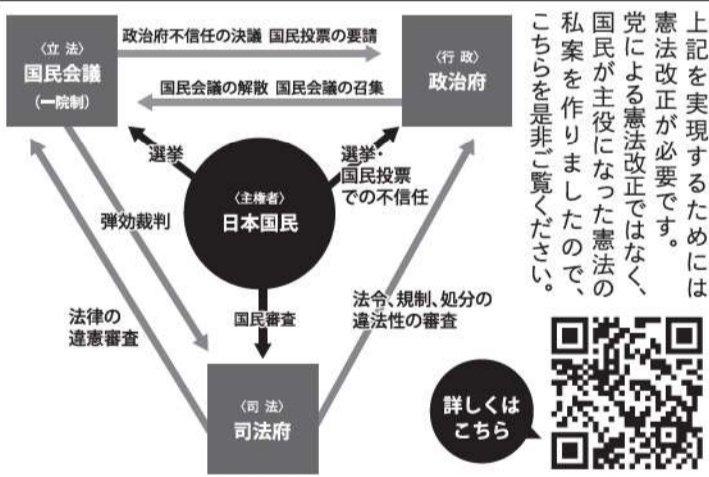 〈立 法〉
国民会議
(一院制)
政治府不信任の決議 国民投票の要請
国民会議の解散 国民会議の召集
〈行 政〉
政治府
選挙
選挙・
国民投票
での不信任
〈主権者〉
日本国民
弾効裁判
国民審査
法律の
違憲審査
法令、規制、処分の
違法性の審査
〈司 法〉
司法府
上記を実現するためには
憲法改正が必要です。
党による憲法改正ではなく、
国民が主役になった憲法の
私案を作りましたので、
こちらを是非ご覧ください。
詳しくは
こちら